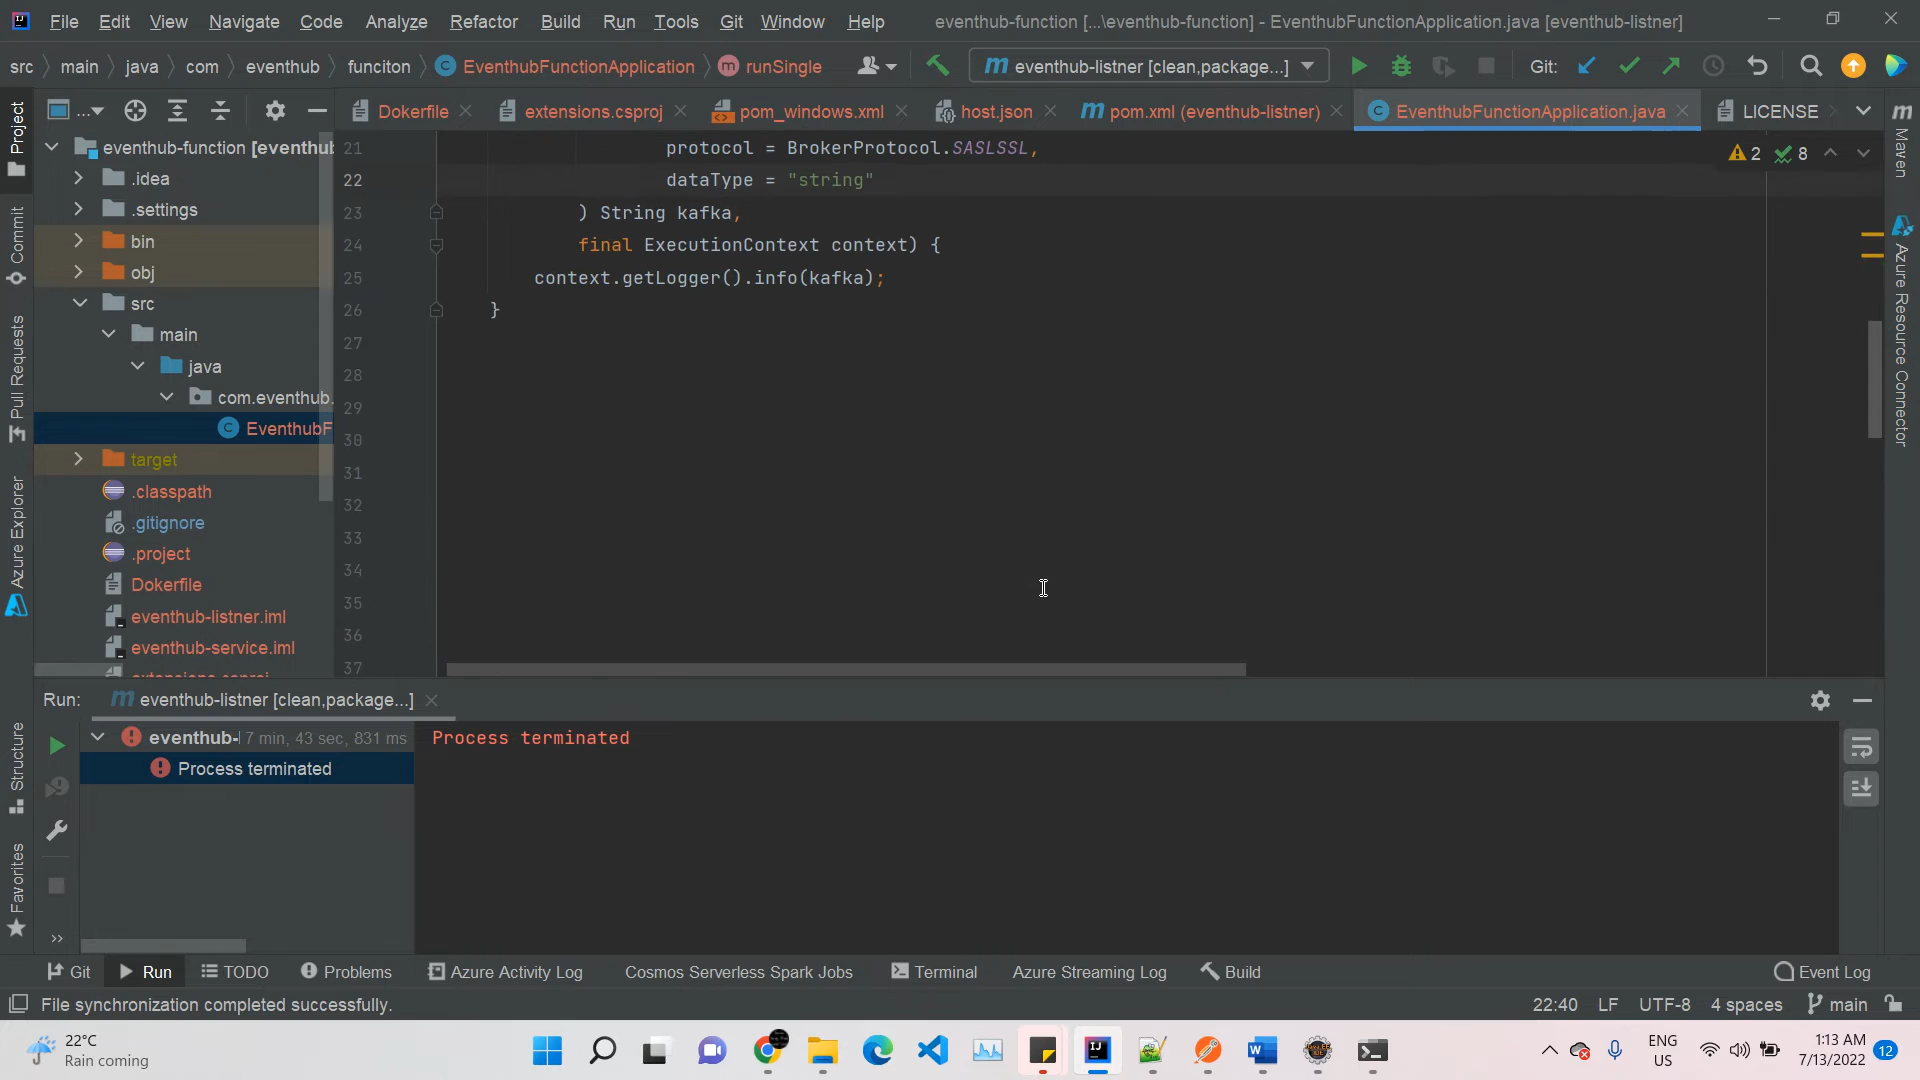 File Edit View Navigate Code Analyze Refactor Build Run Tools Git Window Help eventhub-function [...\eventhub-function] - EventhubFunctionApplication.java [eventhub-listner]
src main java com eventhub funciton EventhubFunctionApplication runSingle eventhub-listner [clean,package...] Git:
... Dokerfile extensions.csproj pom_windows.xml host.json pom.xml (eventhub-listner) EventhubFunctionApplication.java LICENSE
Project
Commit
Pull Requests
Azure Explorer
Structure
Favorites
eventhub-function [eventhu
.idea
.settings
bin
obj
src
main
java
com.eventhub.
EventhubF
target
.classpath
.gitignore
.project
Dokerfile
eventhub-listner.iml
eventhub-service.iml
21 protocol = BrokerProtocol.SASLSSL,
22 dataType = "string"
23 ) String kafka,
24 final ExecutionContext context) {
25 context.getLogger().info(kafka);
26 }
27
28
29
30
31
32
33
34
35
36
37
2 8
Maven
Azure Resource Connector
Run: eventhub-listner [clean,package...]
eventhub-l 7 min, 43 sec, 831 ms
Process terminated
Process terminated
Git Run TODO Problems Azure Activity Log Cosmos Serverless Spark Jobs Terminal Azure Streaming Log Build Event Log
File synchronization completed successfully. 22:40 LF UTF-8 4 spaces main
22°C
Rain coming
ENG
US
1:13 AM
7/13/2022
12